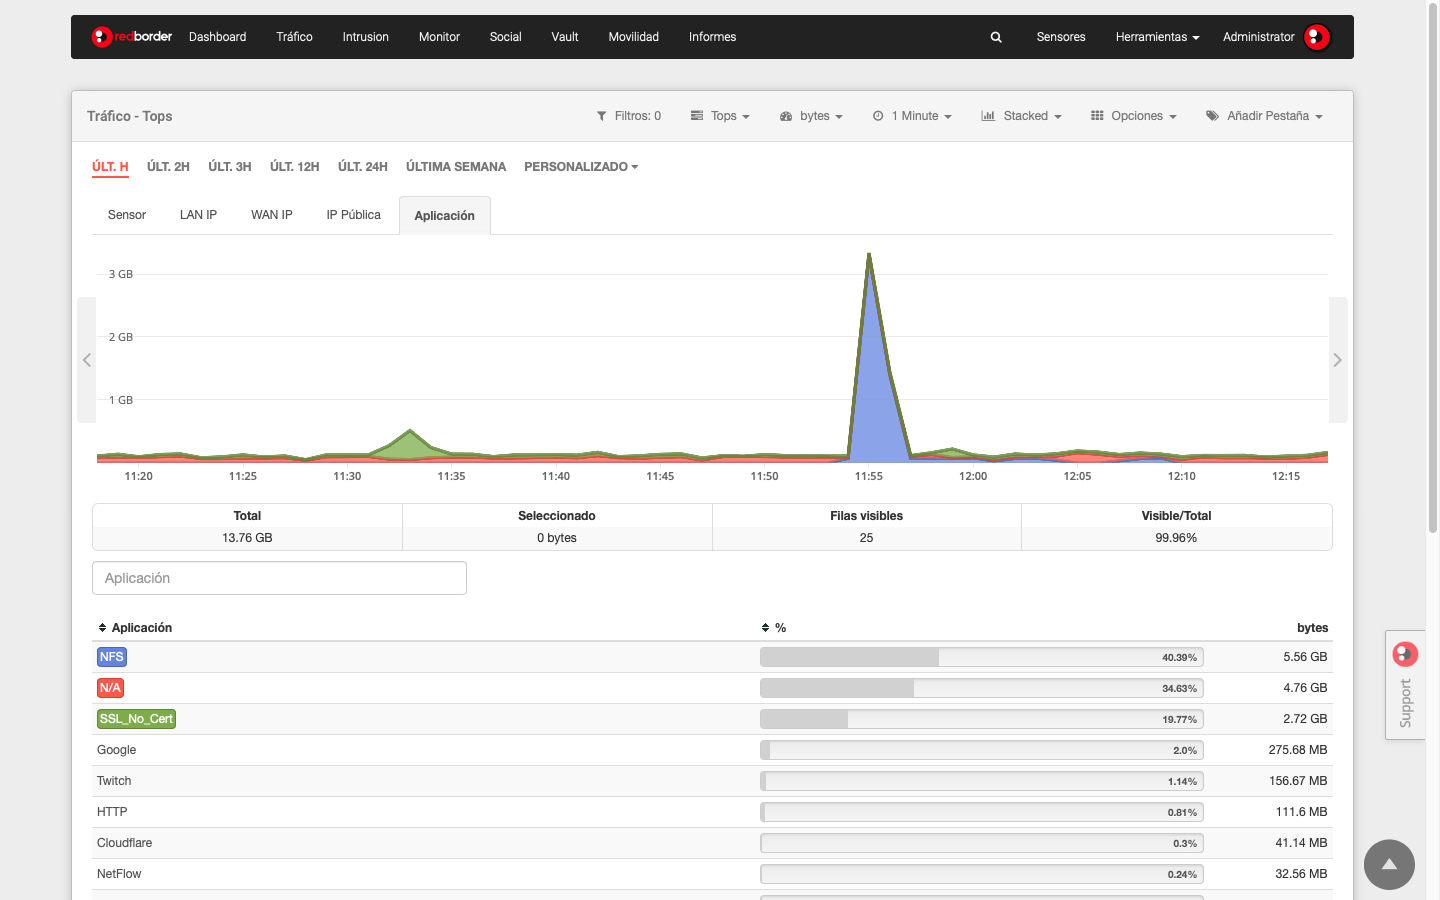 redborder Dashboard Tráfico Intrusion Monitor Social Vault Movilidad Informes Sensores Herramientas Administrator
Tráfico - Tops Filtros: 0 Tops bytes 1 Minute Stacked Opciones Añadir Pestaña
ÚLT. H ÚLT. 2H ÚLT. 3H ÚLT. 12H ÚLT. 24H ÚLTIMA SEMANA PERSONALIZADO
Sensor LAN IP WAN IP IP Pública Aplicación
3 GB
2 GB
1 GB
11:20 11:25 11:30 11:35 11:40 11:45 11:50 11:55 12:00 12:05 12:10 12:15
Total Seleccionado Filas visibles Visible/Total
13.76 GB 0 bytes 25 99.96%
Aplicación
Aplicación % bytes
NFS 40.39% 5.56 GB
N/A 34.63% 4.76 GB
SSL_No_Cert 19.77% 2.72 GB
Google 2.0% 275.68 MB
Twitch 1.14% 156.67 MB
HTTP 0.81% 111.6 MB
Cloudflare 0.3% 41.14 MB
NetFlow 0.24% 32.56 MB
Support